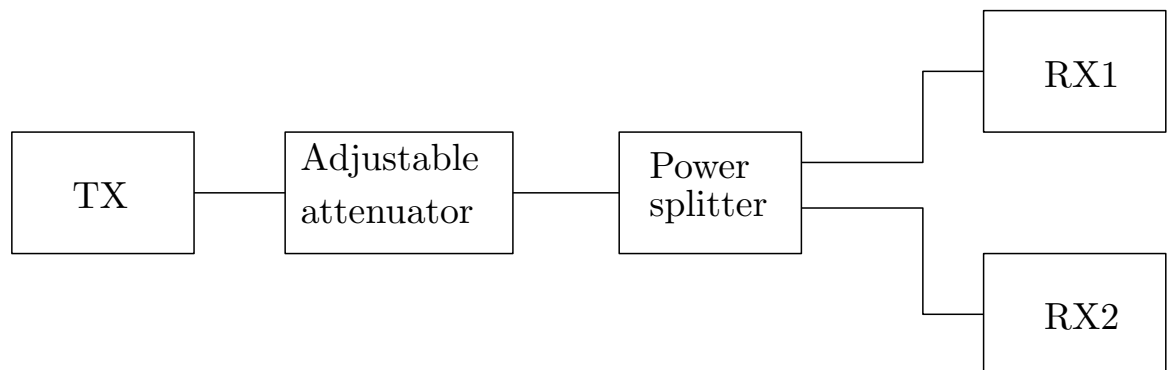 TX
Adjustable
attenuator
Power
splitter
RX1
RX2